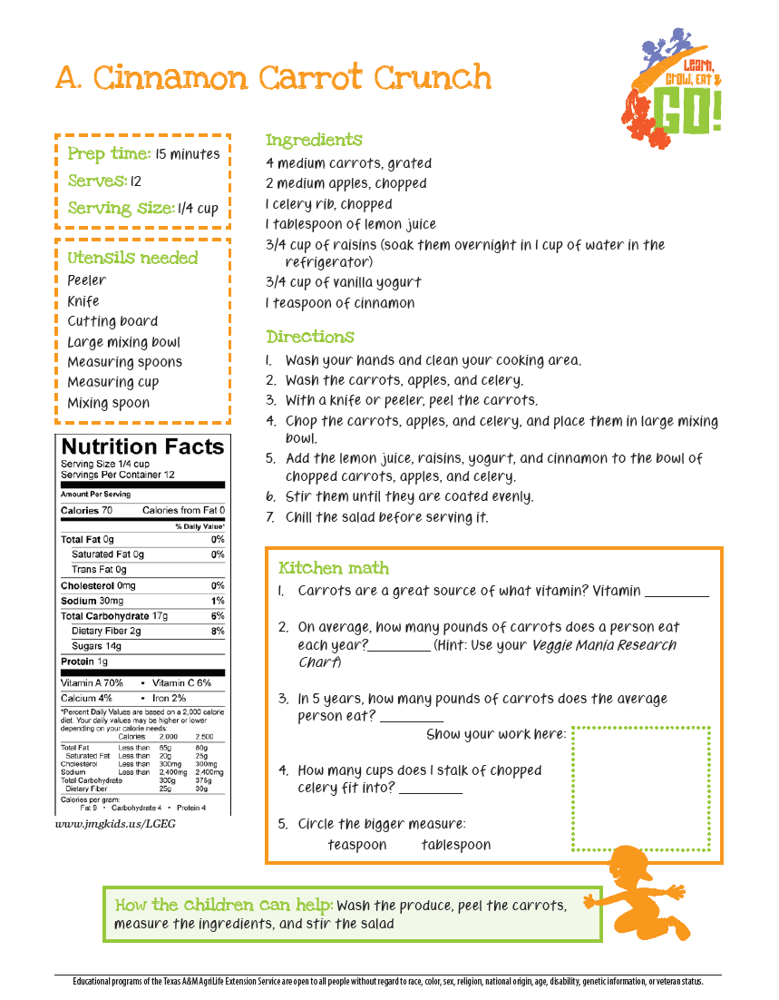 A. Cinnamon Carrot Crunch
Learn,
Grow, Eat &
GO!
Prep time: 15 minutes
Serves: 12
Serving size: 1/4 cup
Utensils needed
Peeler
Knife
Cutting board
Large mixing bowl
Measuring spoons
Measuring cup
Mixing spoon
Nutrition Facts
Serving Size 1/4 cup
Servings Per Container 12
Amount Per Serving
Calories 70 Calories from Fat 0
% Daily Value*
Total Fat 0g 0%
Saturated Fat 0g 0%
Trans Fat 0g
Cholesterol 0mg 0%
Sodium 30mg 1%
Total Carbohydrate 17g 6%
Dietary Fiber 2g 8%
Sugars 14g
Protein 1g
Vitamin A 70% • Vitamin C 6%
Calcium 4% • Iron 2%
*Percent Daily Values are based on a 2,000 calorie
diet. Your daily values may be higher or lower
depending on your calorie needs:
Calories: 2,000 2,500
Total Fat Less than 65g 80g
Saturated Fat Less than 20g 25g
Cholesterol Less than 300mg 300mg
Sodium Less than 2,400mg 2,400mg
Total Carbohydrate 300g 375g
Dietary Fiber 25g 30g
Calories per gram:
Fat 9 • Carbohydrate 4 • Protein 4
www.jmgkids.us/LGEG
Ingredients
4 medium carrots, grated
2 medium apples, chopped
1 celery rib, chopped
1 tablespoon of lemon juice
3/4 cup of raisins (soak them overnight in 1 cup of water in the
refrigerator)
3/4 cup of vanilla yogurt
1 teaspoon of cinnamon
Directions
1. Wash your hands and clean your cooking area.
2. Wash the carrots, apples, and celery.
3. With a knife or peeler, peel the carrots.
4. Chop the carrots, apples, and celery, and place them in large mixing
bowl.
5. Add the lemon juice, raisins, yogurt, and cinnamon to the bowl of
chopped carrots, apples, and celery.
6. Stir them until they are coated evenly.
7. Chill the salad before serving it.
Kitchen math
1. Carrots are a great source of what vitamin? Vitamin ________
2. On average, how many pounds of carrots does a person eat
each year?________ (Hint: Use your Veggie Mania Research
Chart)
3. In 5 years, how many pounds of carrots does the average
person eat? ________
Show your work here:
4. How many cups does 1 stalk of chopped
celery fit into? ________
5. Circle the bigger measure:
teaspoon tablespoon
How the children can help: Wash the produce, peel the carrots,
measure the ingredients, and stir the salad
Educational programs of the Texas A&M AgriLife Extension Service are open to all people without regard to race, color, sex, religion, national origin, age, disability, genetic information, or veteran status.